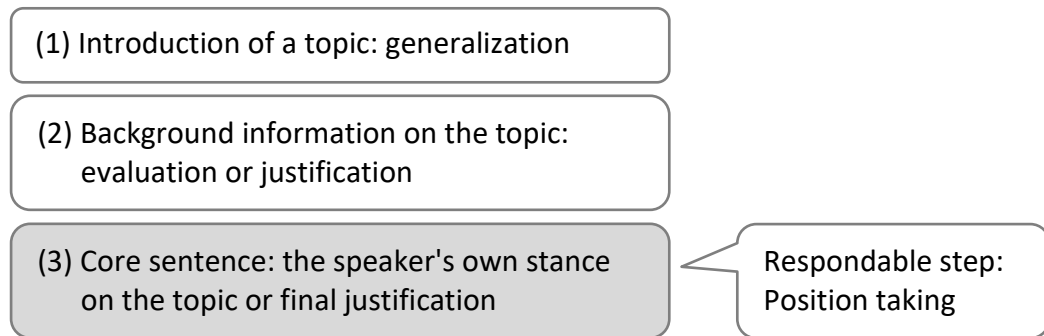 (1) Introduction of a topic: generalization
(2) Background information on the topic:
evaluation or justification
(3) Core sentence: the speaker's own stance
on the topic or final justification
Respondable step:
Position taking